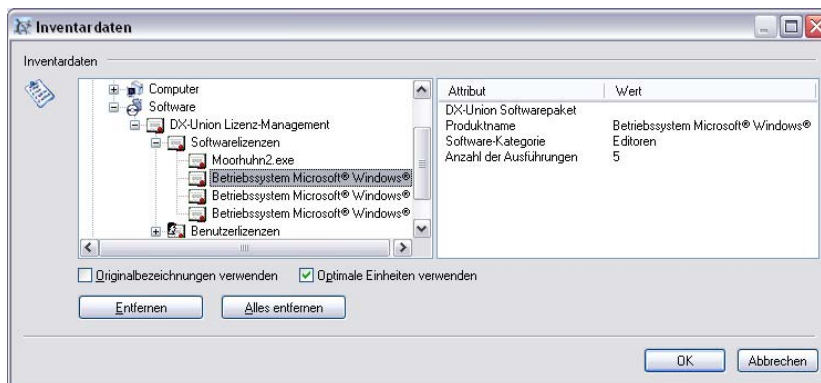 Inventardaten
Inventardaten
Computer
Software
DX-Union Lizenz-Management
Softwarelizenzen
Moorhuhn2.exe
Betriebssystem Microsoft® Windows®
Betriebssystem Microsoft® Windows®
Betriebssystem Microsoft® Windows®
Benutzerlizenzen
Attribut Wert
DX-Union Softwarepaket
Produktname Betriebssystem Microsoft® Windows®
Software-Kategorie Editoren
Anzahl der Ausführungen 5
Originalbezeichnungen verwenden Optimale Einheiten verwenden
Entfernen Alles entfernen
OK Abbrechen